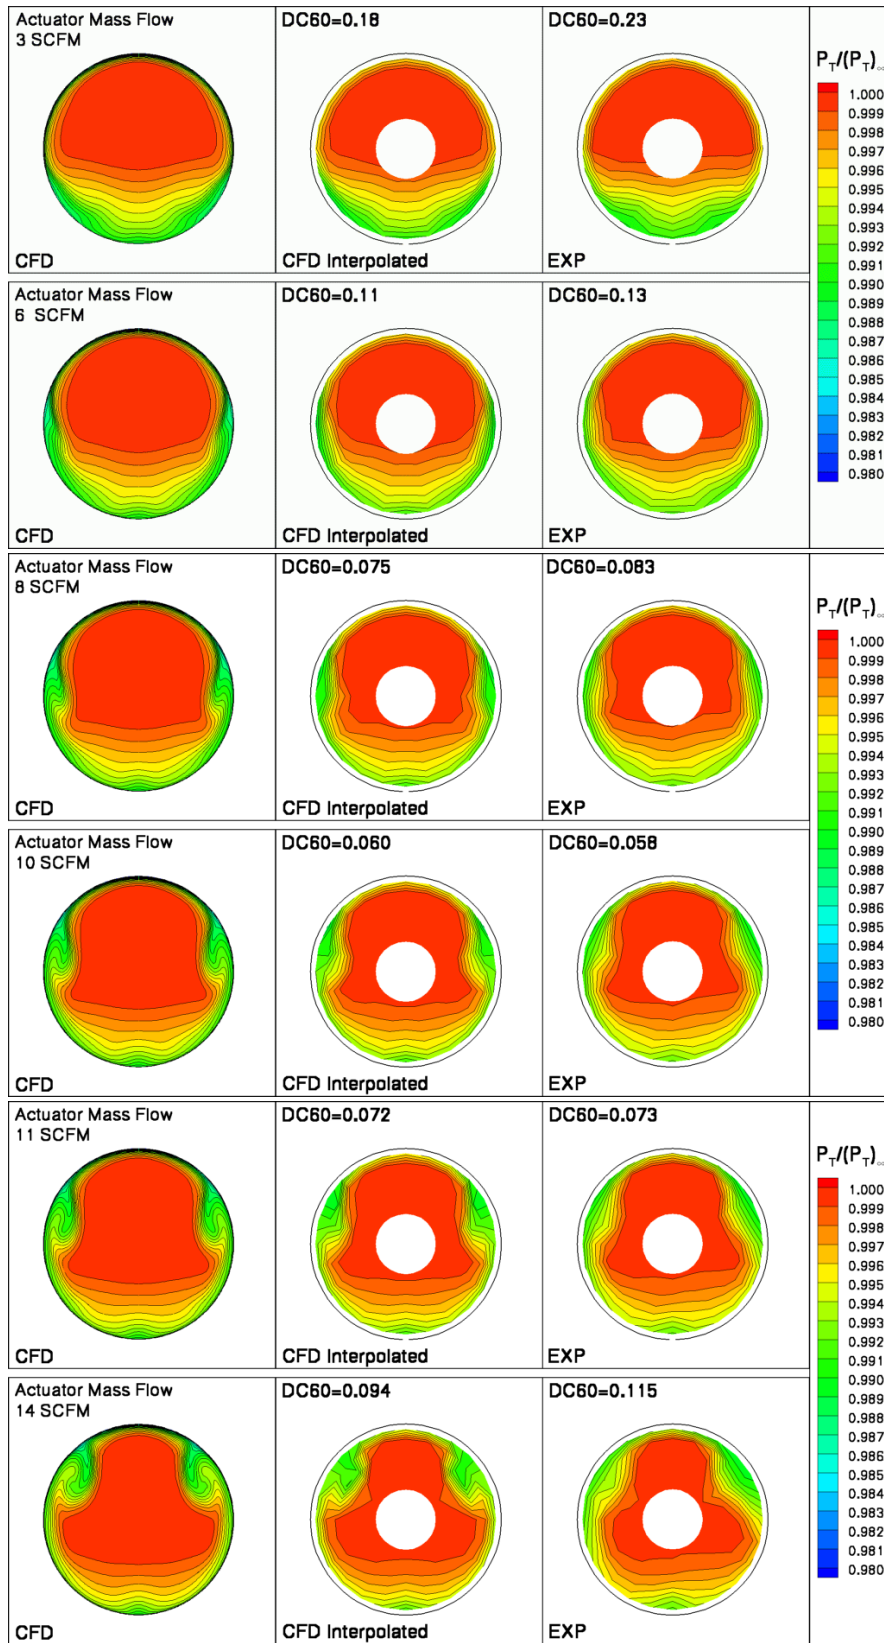 Actuator Mass Flow
3 SCFM
DC60=0.18
DC60=0.23
CFD
CFD Interpolated
EXP
Actuator Mass Flow
6 SCFM
DC60=0.11
DC60=0.13
CFD
CFD Interpolated
EXP
P_T/(P_T)_∞
1.000
0.999
0.998
0.997
0.996
0.995
0.994
0.993
0.992
0.991
0.990
0.989
0.988
0.987
0.986
0.985
0.984
0.983
0.982
0.981
0.980
Actuator Mass Flow
8 SCFM
DC60=0.075
DC60=0.083
CFD
CFD Interpolated
EXP
Actuator Mass Flow
10 SCFM
DC60=0.060
DC60=0.058
CFD
CFD Interpolated
EXP
P_T/(P_T)_∞
1.000
0.999
0.998
0.997
0.996
0.995
0.994
0.993
0.992
0.991
0.990
0.989
0.988
0.987
0.986
0.985
0.984
0.983
0.982
0.981
0.980
Actuator Mass Flow
11 SCFM
DC60=0.072
DC60=0.073
CFD
CFD Interpolated
EXP
Actuator Mass Flow
14 SCFM
DC60=0.094
DC60=0.115
CFD
CFD Interpolated
EXP
P_T/(P_T)_∞
1.000
0.999
0.998
0.997
0.996
0.995
0.994
0.993
0.992
0.991
0.990
0.989
0.988
0.987
0.986
0.985
0.984
0.983
0.982
0.981
0.980